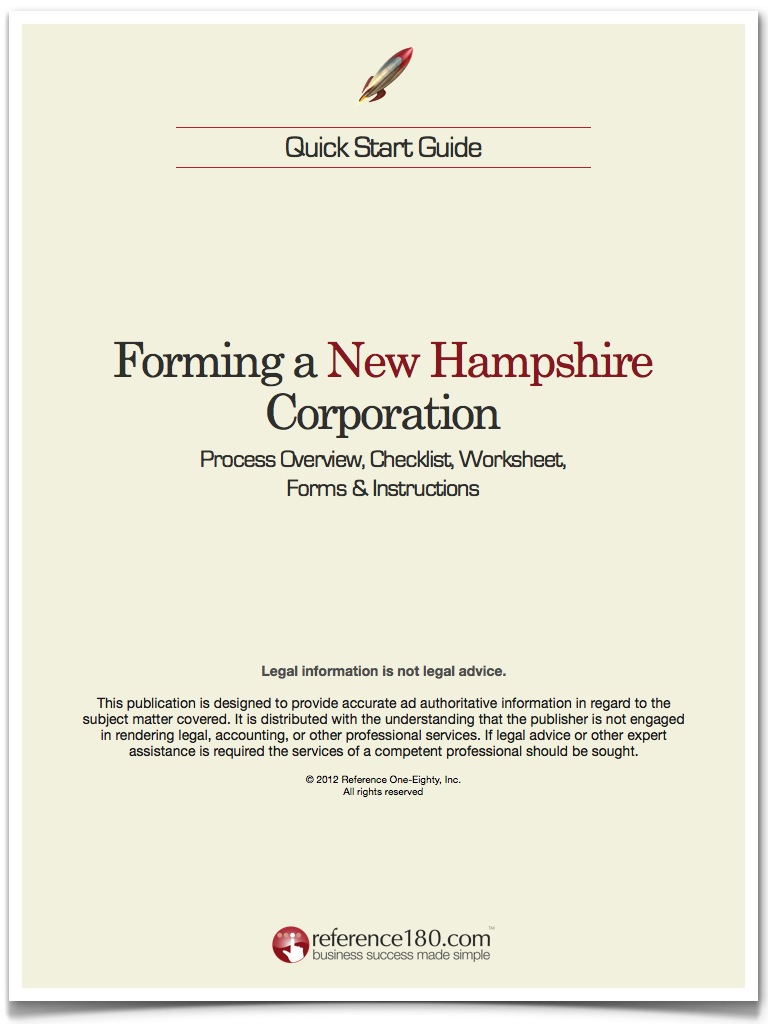 Quick Start Guide
Forming a New Hampshire
Corporation
Process Overview, Checklist, Worksheet,
Forms & Instructions
Legal information is not legal advice.
This publication is designed to provide accurate ad authoritative information in regard to the
subject matter covered. It is distributed with the understanding that the publisher is not engaged
in rendering legal, accounting, or other professional services. If legal advice or other expert
assistance is required the services of a competent professional should be sought.
© 2012 Reference One-Eighty, Inc.
All rights reserved
reference180.com™
business success made simple